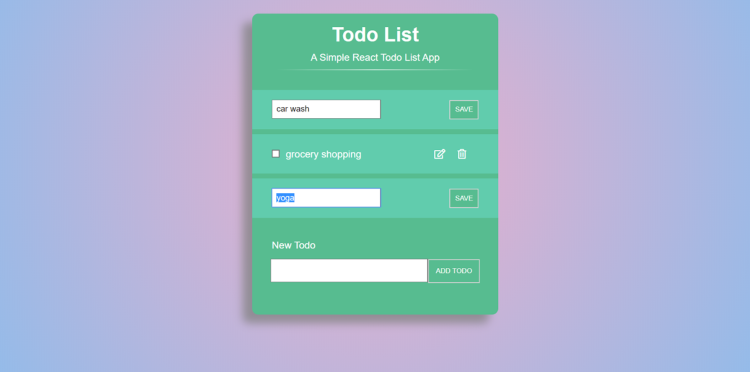 Todo List
A Simple React Todo List App
car wash
SAVE
grocery shopping
yoga
SAVE
New Todo
ADD TODO